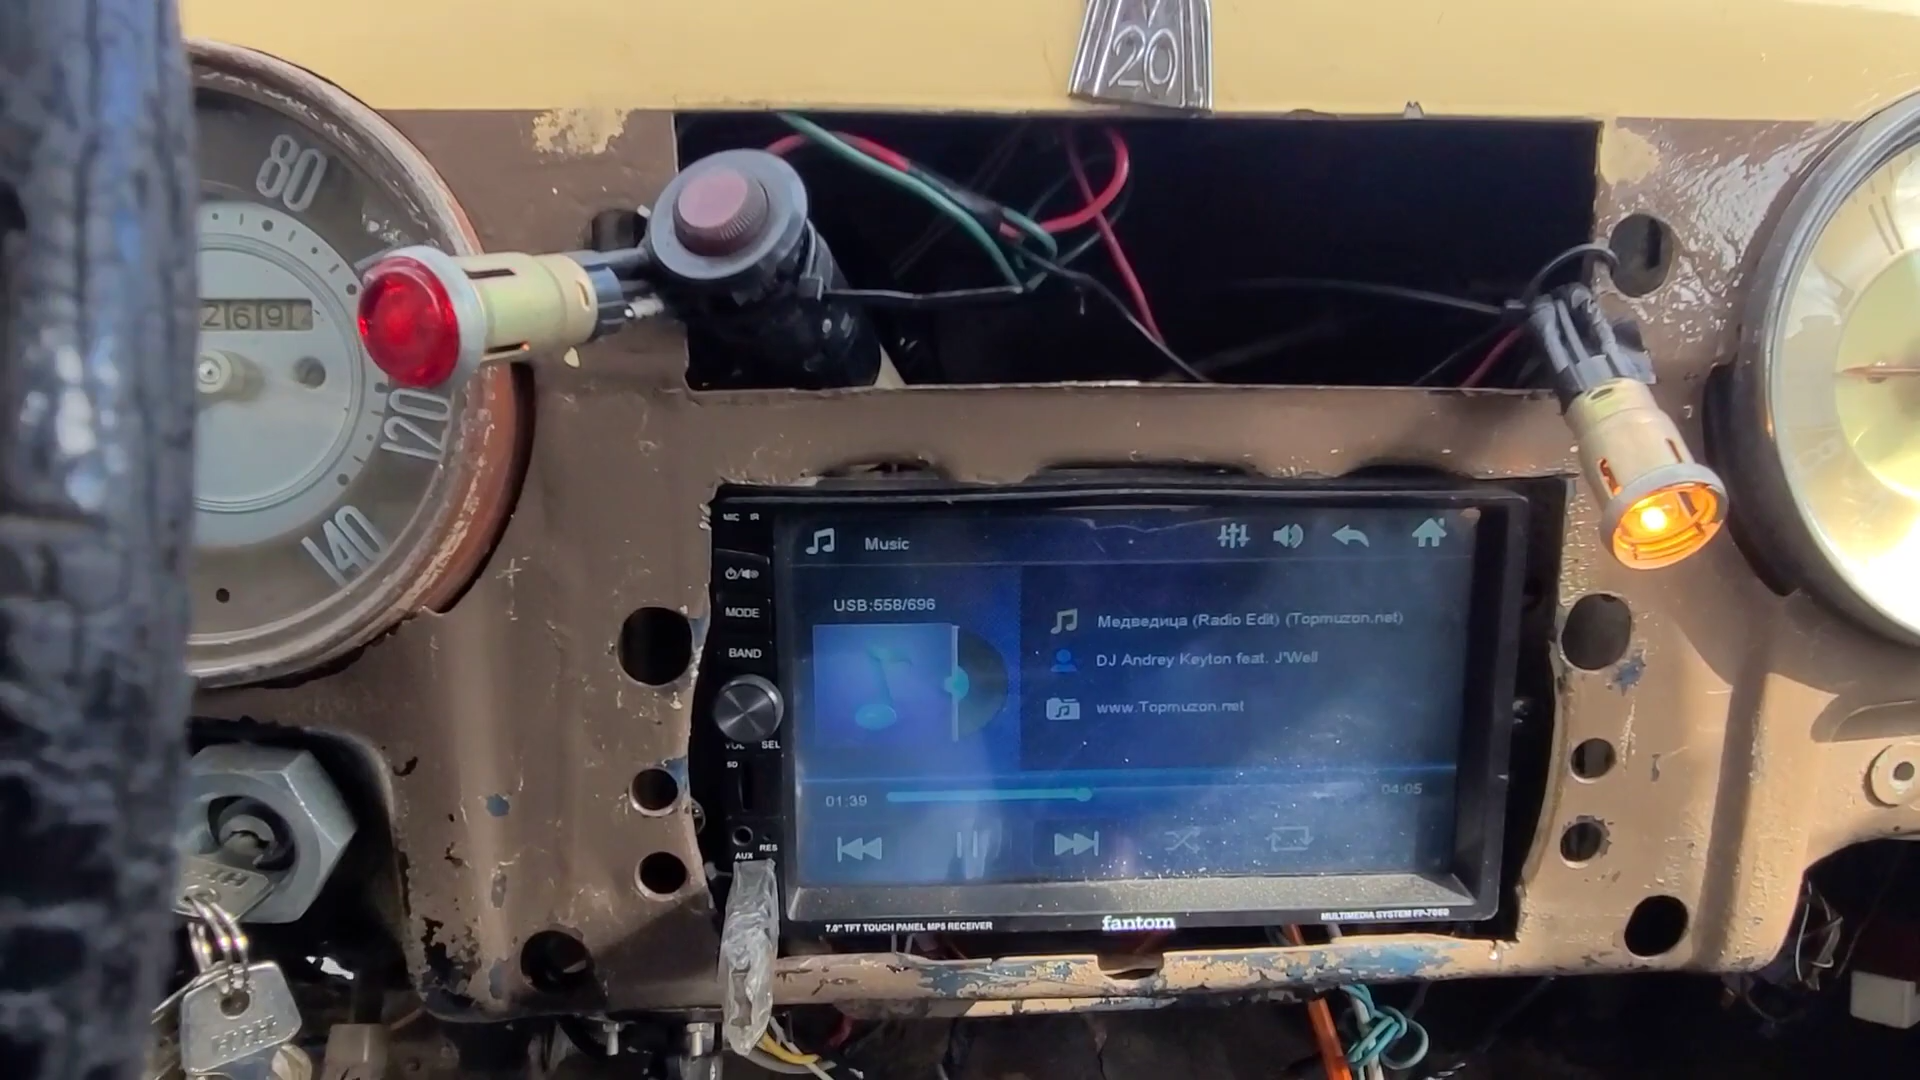 M
20
80
269
120
140
MIC IR
MODE
BAND
VOL SEL
SD
AUX RES
Music
USB:558/696
Медведица (Radio Edit) (Topmuzon.net)
DJ Andrey Keyton feat. J'Well
www.Topmuzon.net
01:39
04:05
7.0" TFT TOUCH PANEL MP5 RECEIVER
fantom
MULTIMEDIA SYSTEM FP-7060